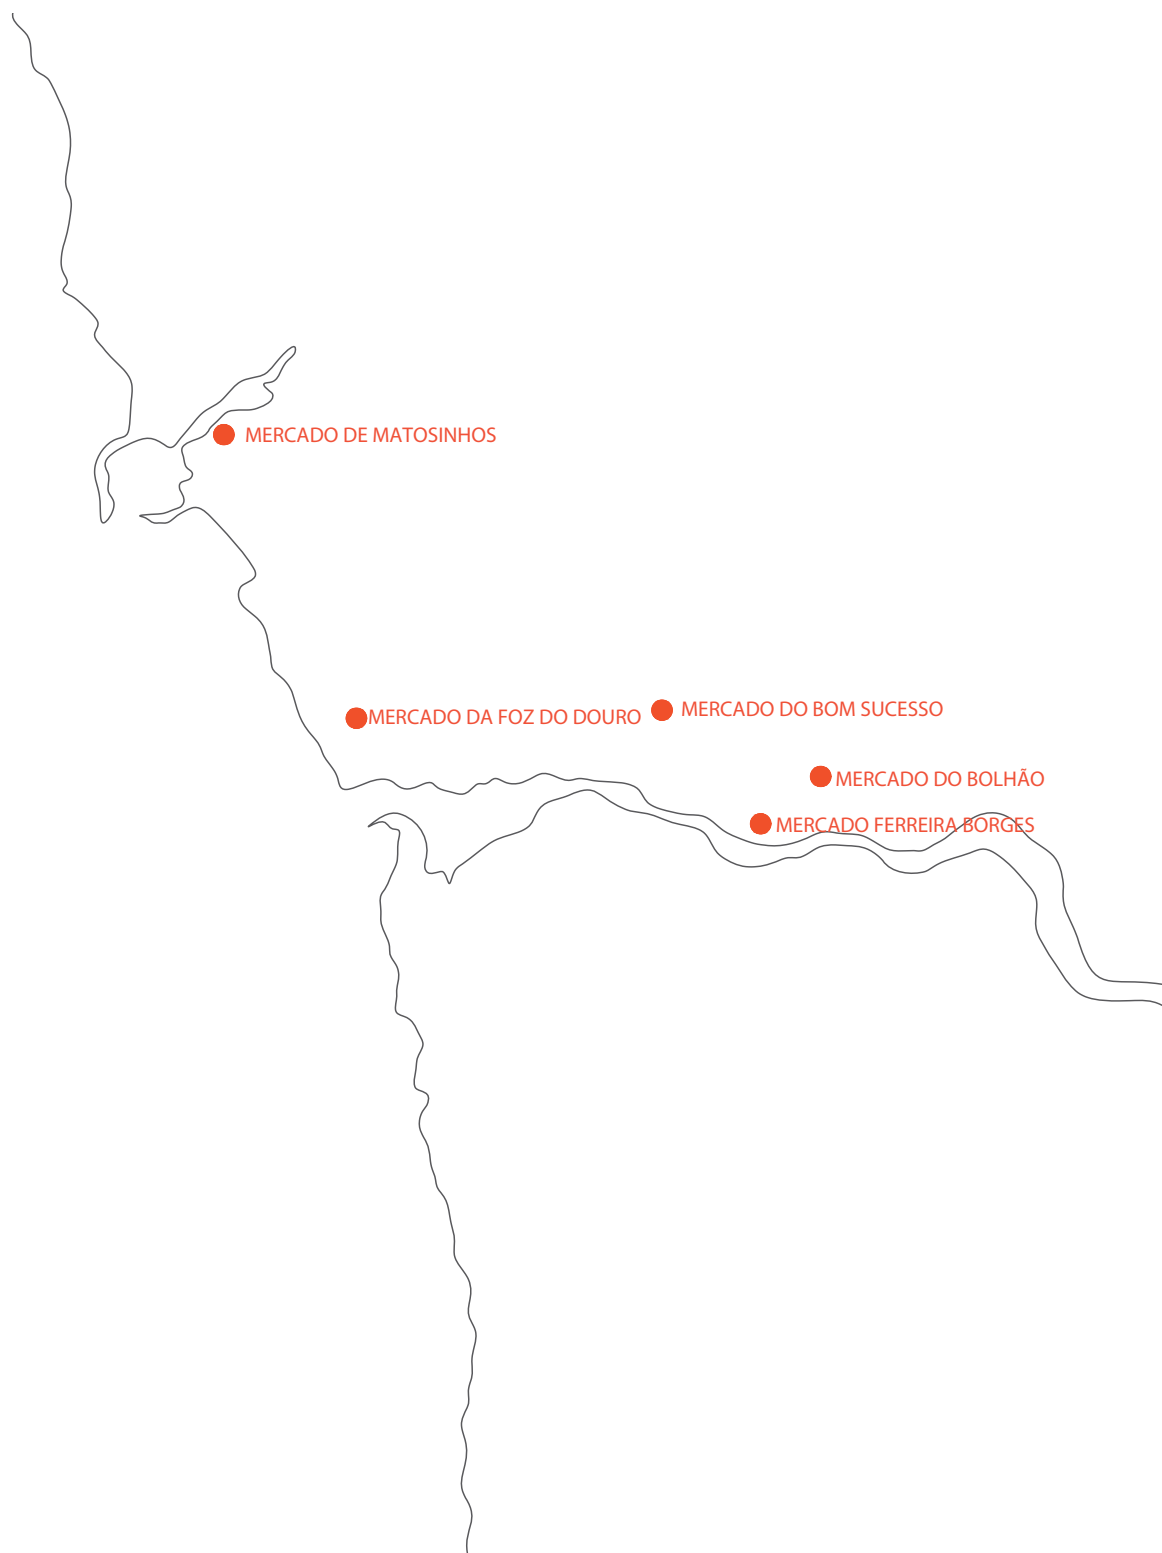 MERCADO DE MATOSINHOS
MERCADO DA FOZ DO DOURO
MERCADO DO BOM SUCESSO
MERCADO DO BOLHÃO
MERCADO FERREIRA BORGES